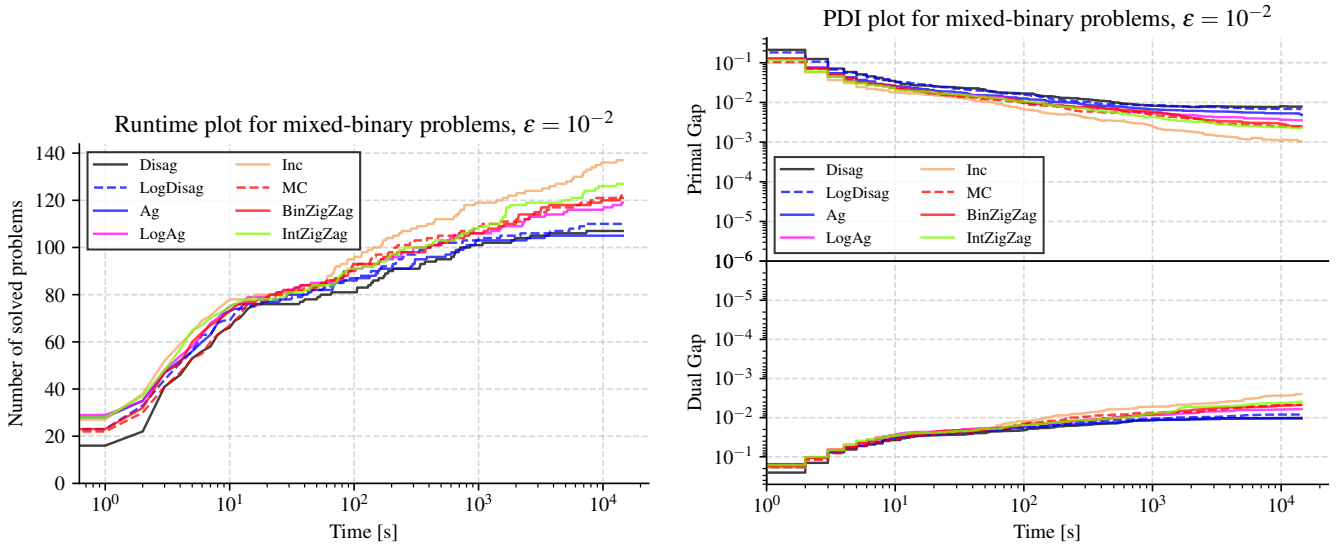 Runtime plot for mixed-binary problems, ε = 10⁻²
Number of solved problems
140
120
100
80
60
40
20
0
Disag
LogDisag
Ag
LogAg
Inc
MC
BinZigZag
IntZigZag
10⁰
10¹
10²
10³
10⁴
Time [s]
PDI plot for mixed-binary problems, ε = 10⁻²
Primal Gap
10⁻¹
10⁻²
10⁻³
10⁻⁴
10⁻⁵
10⁻⁶
Disag
LogDisag
Ag
LogAg
Inc
MC
BinZigZag
IntZigZag
Dual Gap
10⁻⁵
10⁻⁴
10⁻³
10⁻²
10⁻¹
10⁰
10¹
10²
10³
10⁴
Time [s]